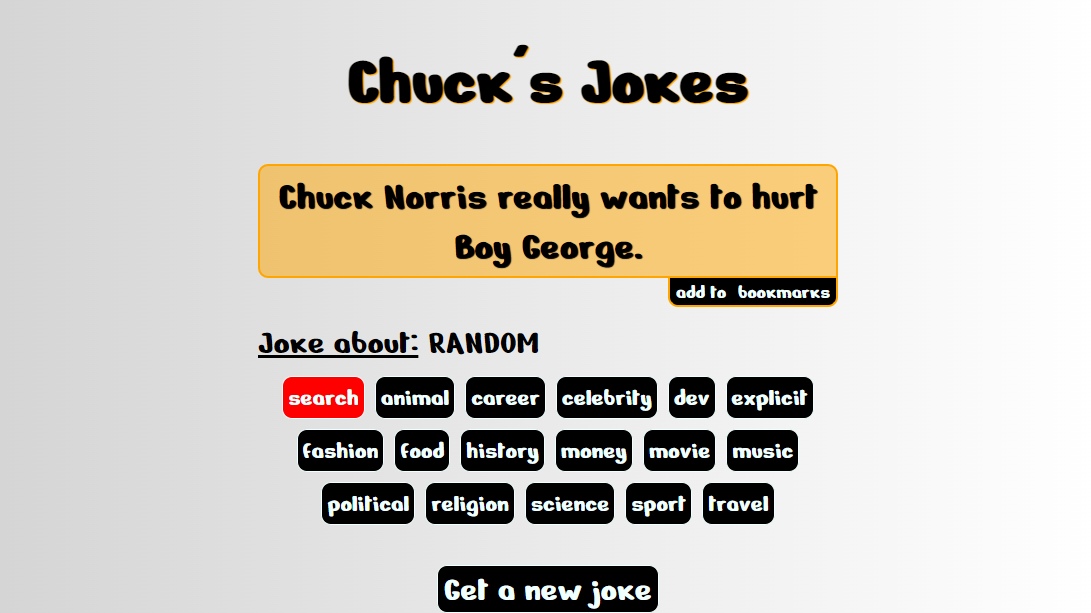 Chuck´s Jokes
Chuck Norris really wants to hurt
Boy George.
add to bookmarks
Joke about: RANDOM
search animal career celebrity dev explicit
fashion food history money movie music
political religion science sport travel
Get a new joke